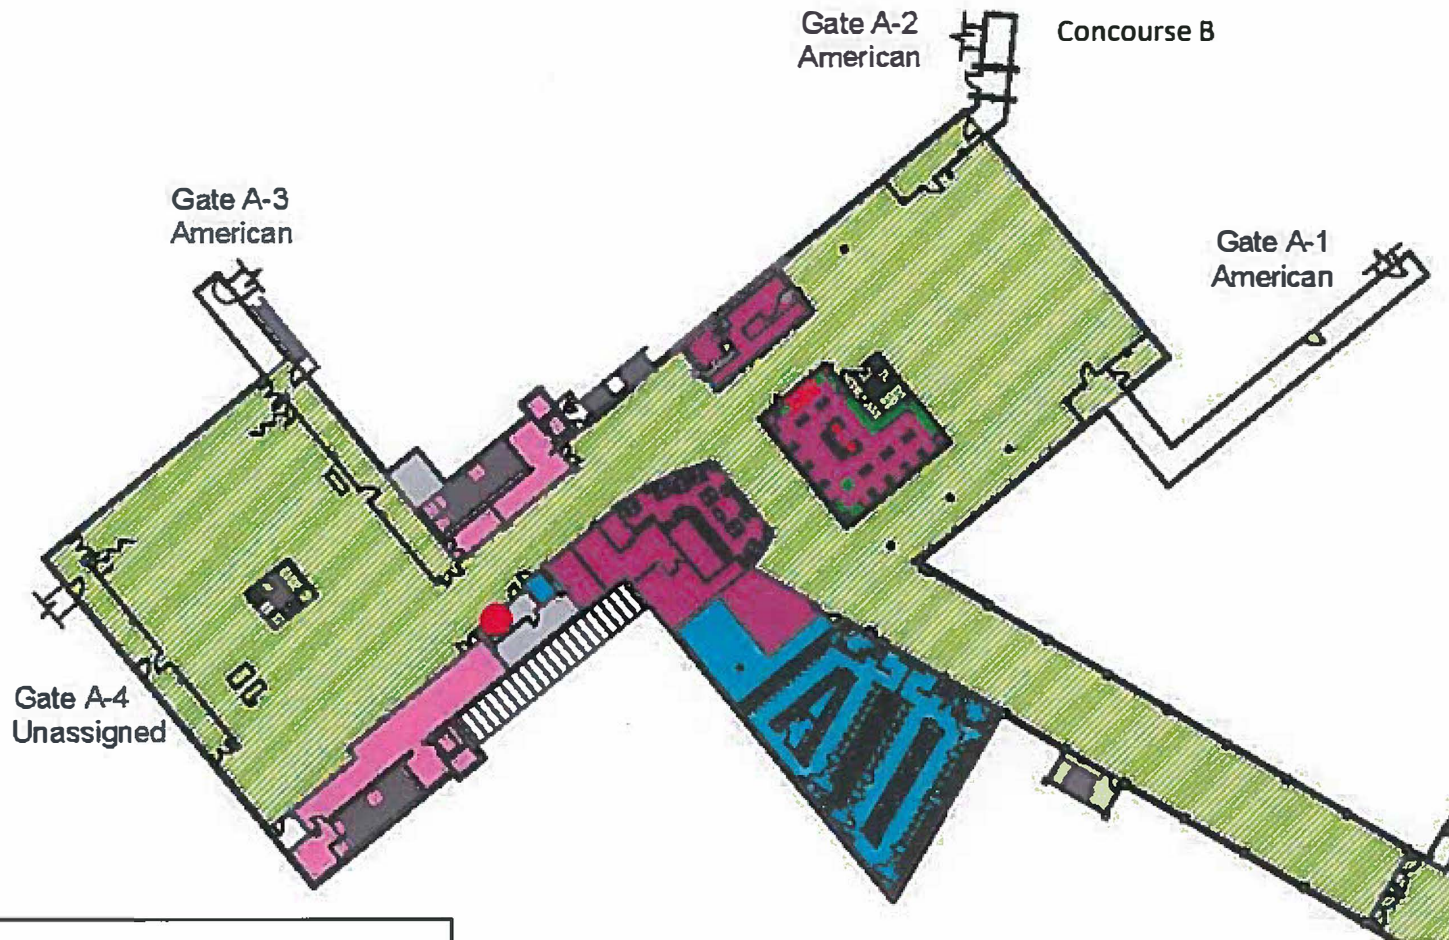 Gate A-2
American
Concourse B
Gate A-3
American
Gate A-1
American
Gate A-4
Unassigned